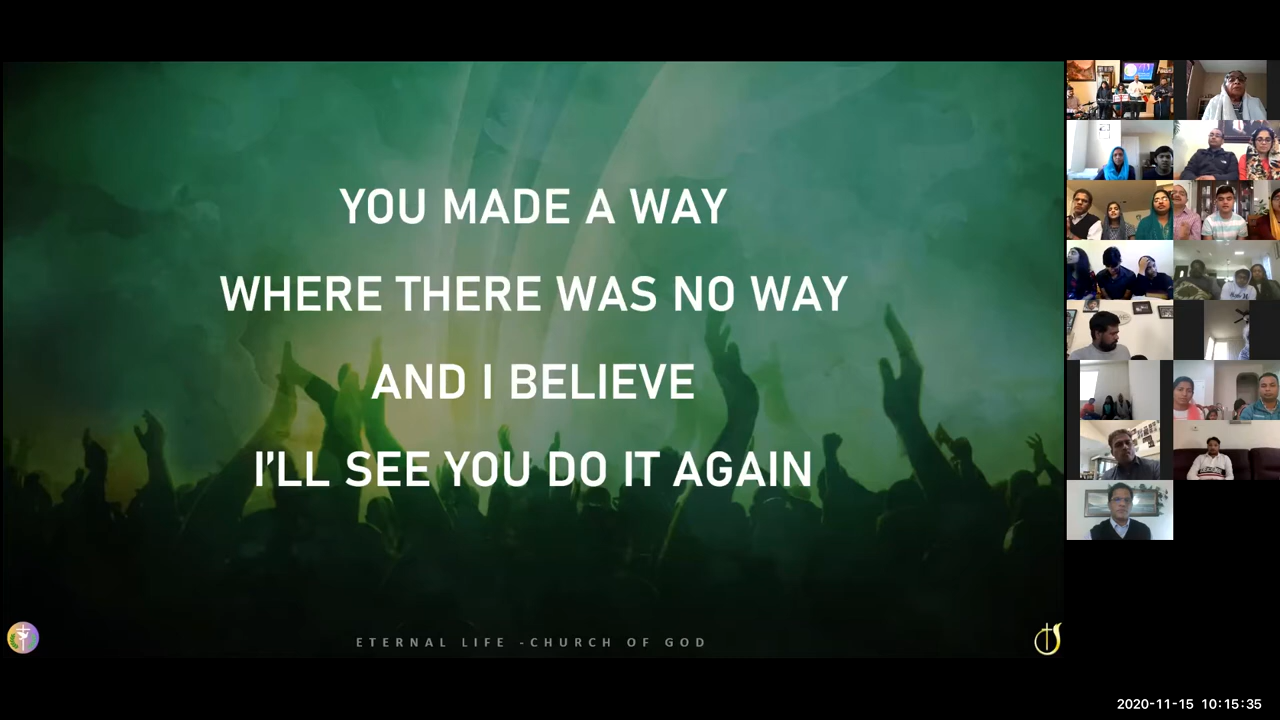 YOU MADE A WAY
WHERE THERE WAS NO WAY
AND I BELIEVE
I'LL SEE YOU DO IT AGAIN
ETERNAL LIFE -CHURCH OF GOD
2020-11-15 10:15:35